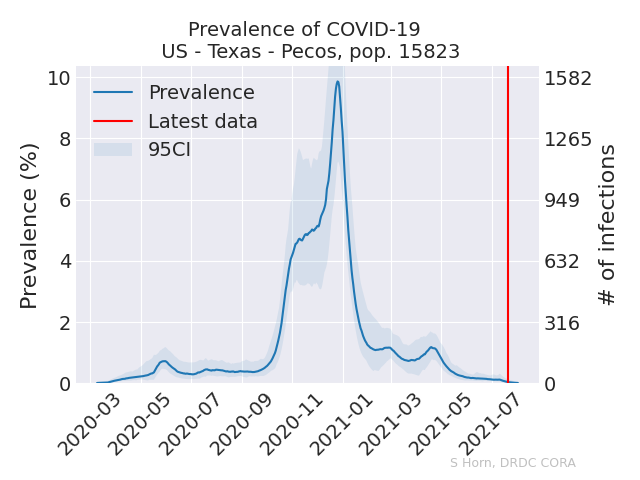 Prevalence of COVID-19
US - Texas - Pecos, pop. 15823
Prevalence (%)
10
8
6
4
2
0
Prevalence
Latest data
95CI
1582
1265
949
632
316
0
# of infections
2020-03
2020-05
2020-07
2020-09
2020-11
2021-01
2021-03
2021-05
2021-07
S Horn, DRDC CORA